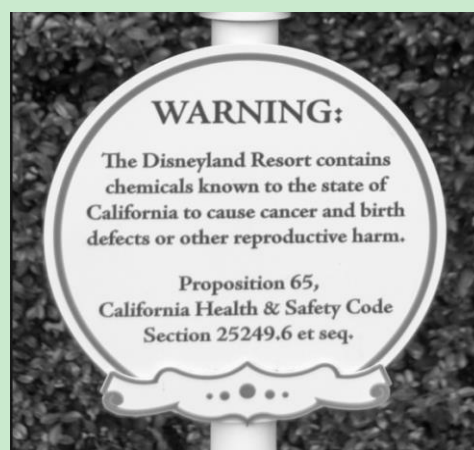 WARNING:
The Disneyland Resort contains
chemicals known to the state of
California to cause cancer and birth
defects or other reproductive harm.
Proposition 65,
California Health & Safety Code
Section 25249.6 et seq.